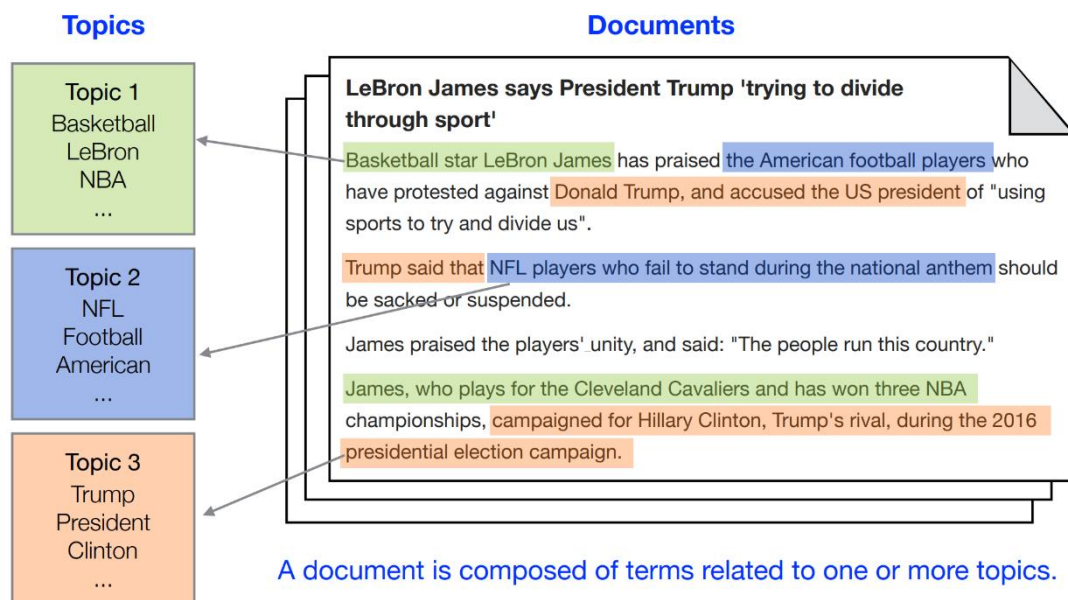 Topics
Topic 1
Basketball
LeBron
NBA
...
Topic 2
NFL
Football
American
...
Topic 3
Trump
President
Clinton
...
Documents
LeBron James says President Trump 'trying to divide
through sport'
Basketball star LeBron James has praised the American football players who
have protested against Donald Trump, and accused the US president of "using
sports to try and divide us".
Trump said that NFL players who fail to stand during the national anthem should
be sacked or suspended.
James praised the players' unity, and said: "The people run this country."
James, who plays for the Cleveland Cavaliers and has won three NBA
championships, campaigned for Hillary Clinton, Trump's rival, during the 2016
presidential election campaign.
A document is composed of terms related to one or more topics.